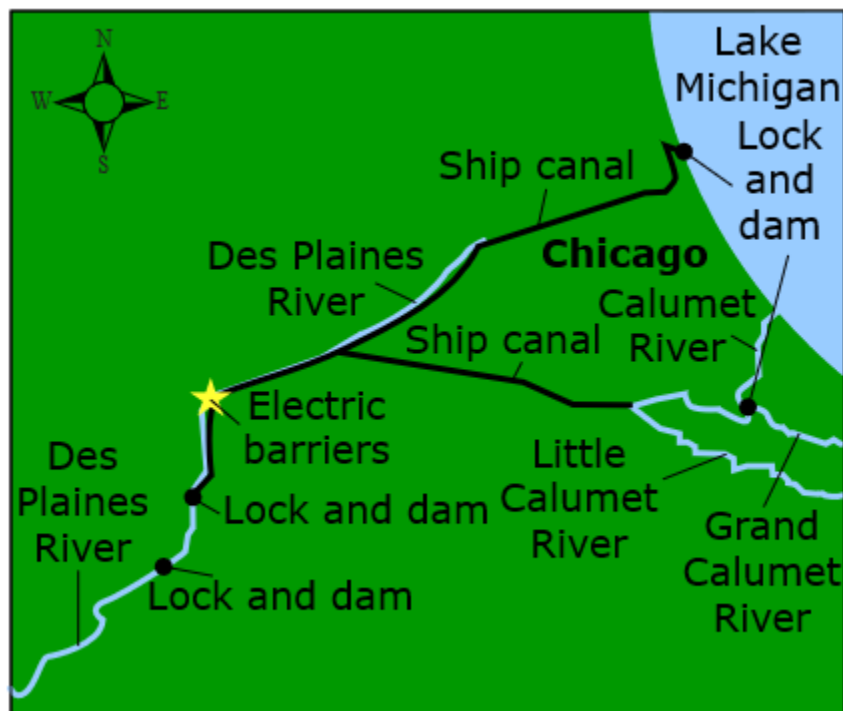 N
W
E
S
Lake
Michigan
Lock
and
dam
Ship canal
Des Plaines
River
Chicago
Calumet
River
Ship canal
Electric
barriers
Des
Plaines
River
Lock and dam
Lock and dam
Little
Calumet
River
Grand
Calumet
River